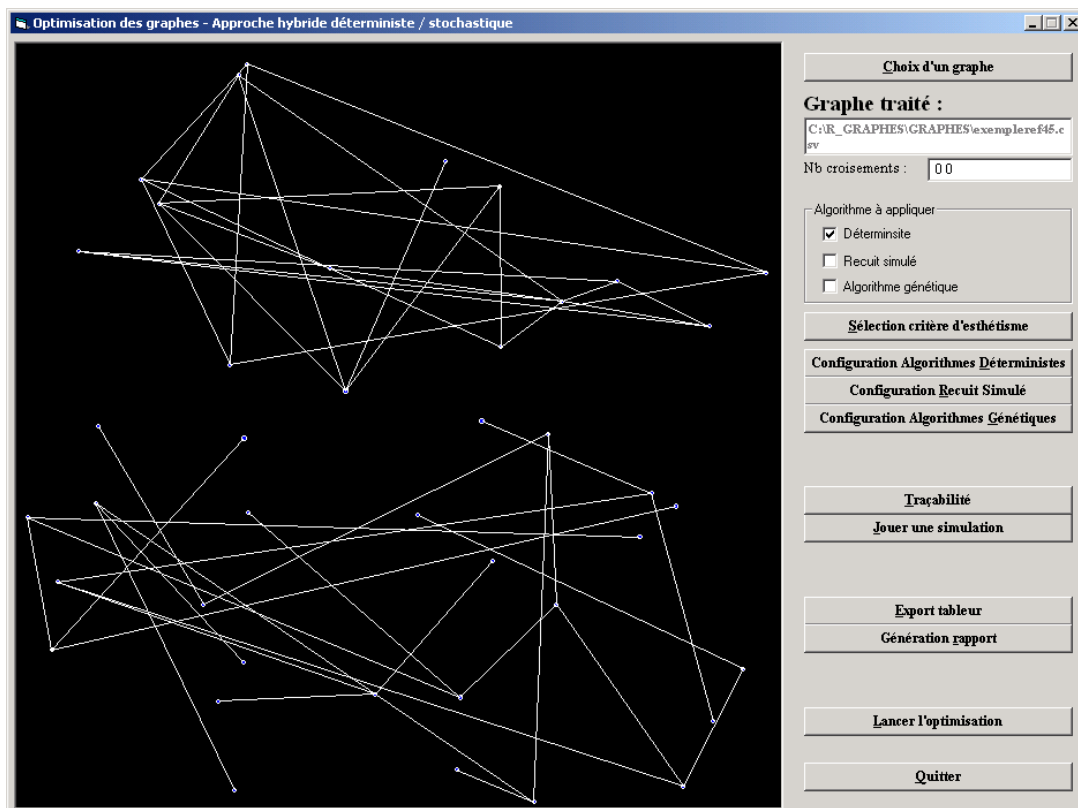 Optimisation des graphes - Approche hybride déterministe / stochastique
Choix d'un graphe
Graphe traité :
C:\R_GRAPHES\GRAPHES\exempleref45.c
sv
Nb croisements :
0 0
Algorithme à appliquer
Détermínsite
Recuit simulé
Algorithme génétique
Sélection critère d'esthétisme
Configuration Algorithmes Déterministes
Configuration Recuit Simulé
Configuration Algorithmes Génétiques
Traçabilité
Jouer une simulation
Export tableur
Génération rapport
Lancer l'optimisation
Quitter